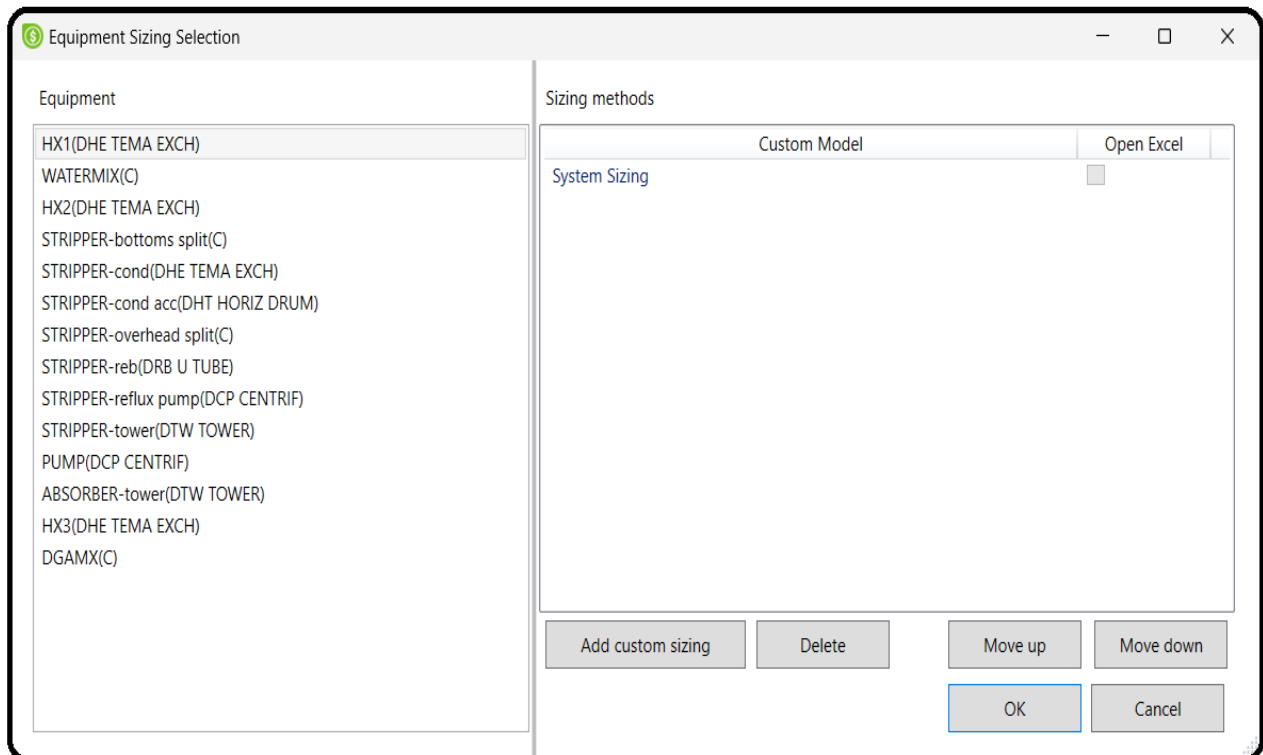 Equipment Sizing Selection
Equipment
HX1(DHE TEMA EXCH)
WATERMIX(C)
HX2(DHE TEMA EXCH)
STRIPPER-bottoms split(C)
STRIPPER-cond(DHE TEMA EXCH)
STRIPPER-cond acc(DHT HORIZ DRUM)
STRIPPER-overhead split(C)
STRIPPER-reb(DRB U TUBE)
STRIPPER-reflux pump(DCP CENTRIF)
STRIPPER-tower(DTW TOWER)
PUMP(DCP CENTRIF)
ABSORBER-tower(DTW TOWER)
HX3(DHE TEMA EXCH)
DGAMX(C)
Sizing methods
Custom Model Open Excel
System Sizing
Add custom sizing Delete Move up Move down
OK Cancel